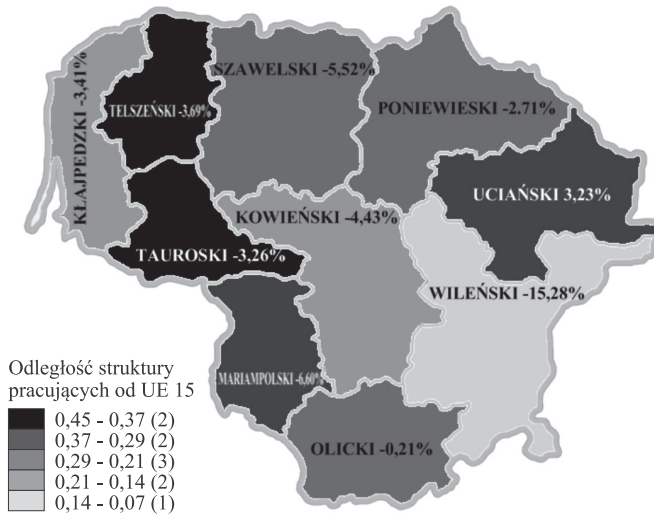 SZAWELSKI -5,52%
KŁAJPEDZKI -3,41%
TELSZEŃSKI -3,69%
PONIEWIESKI -2.71%
UCIAŃSKI 3,23%
KOWIEŃSKI -4,43%
TAUROSKI -3,26%
WILEŃSKI -15,28%
MARIAMPOLSKI -6,60%
OLICKI -0,21%
Odległość struktury
pracujących od UE 15
0,45 - 0,37 (2)
0,37 - 0,29 (2)
0,29 - 0,21 (3)
0,21 - 0,14 (2)
0,14 - 0,07 (1)